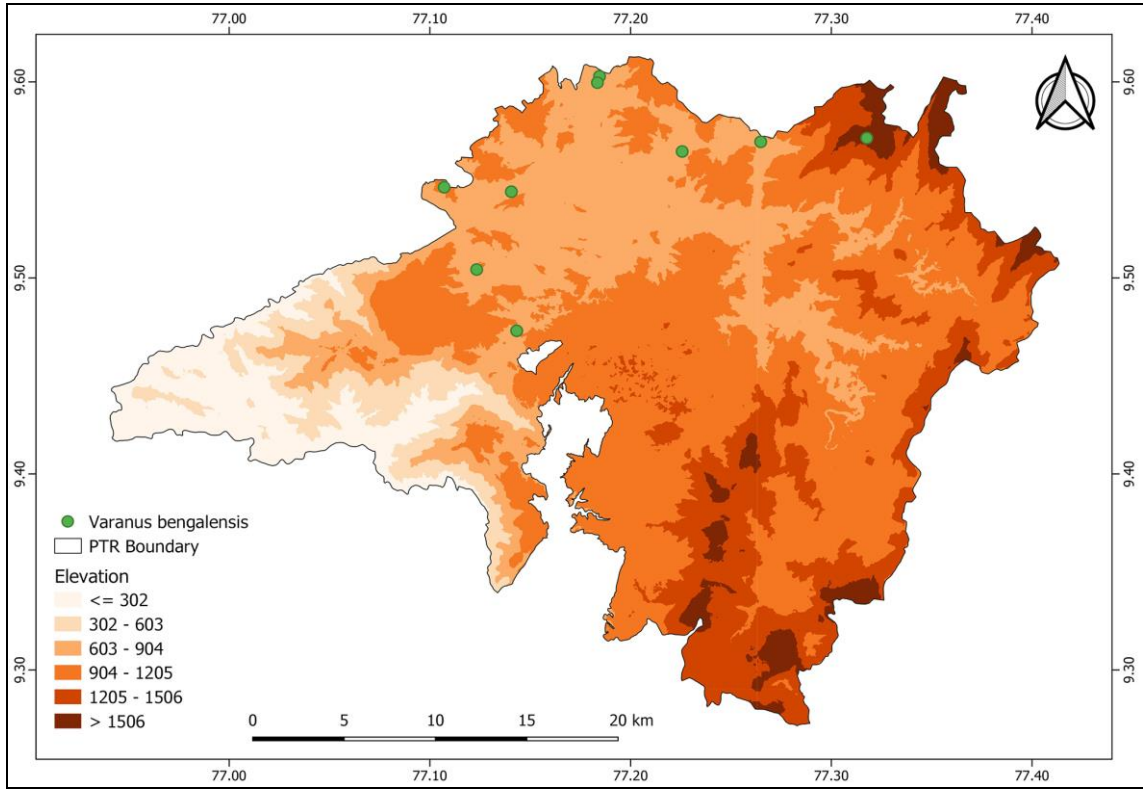 77.00 77.10 77.20 77.30 77.40
9.60 9.60
9.50 9.50
9.40 9.40
9.30 9.30
Varanus bengalensis
PTR Boundary
Elevation
<= 302
302 - 603
603 - 904
904 - 1205
1205 - 1506
> 1506
0 5 10 15 20 km
77.00 77.10 77.20 77.30 77.40